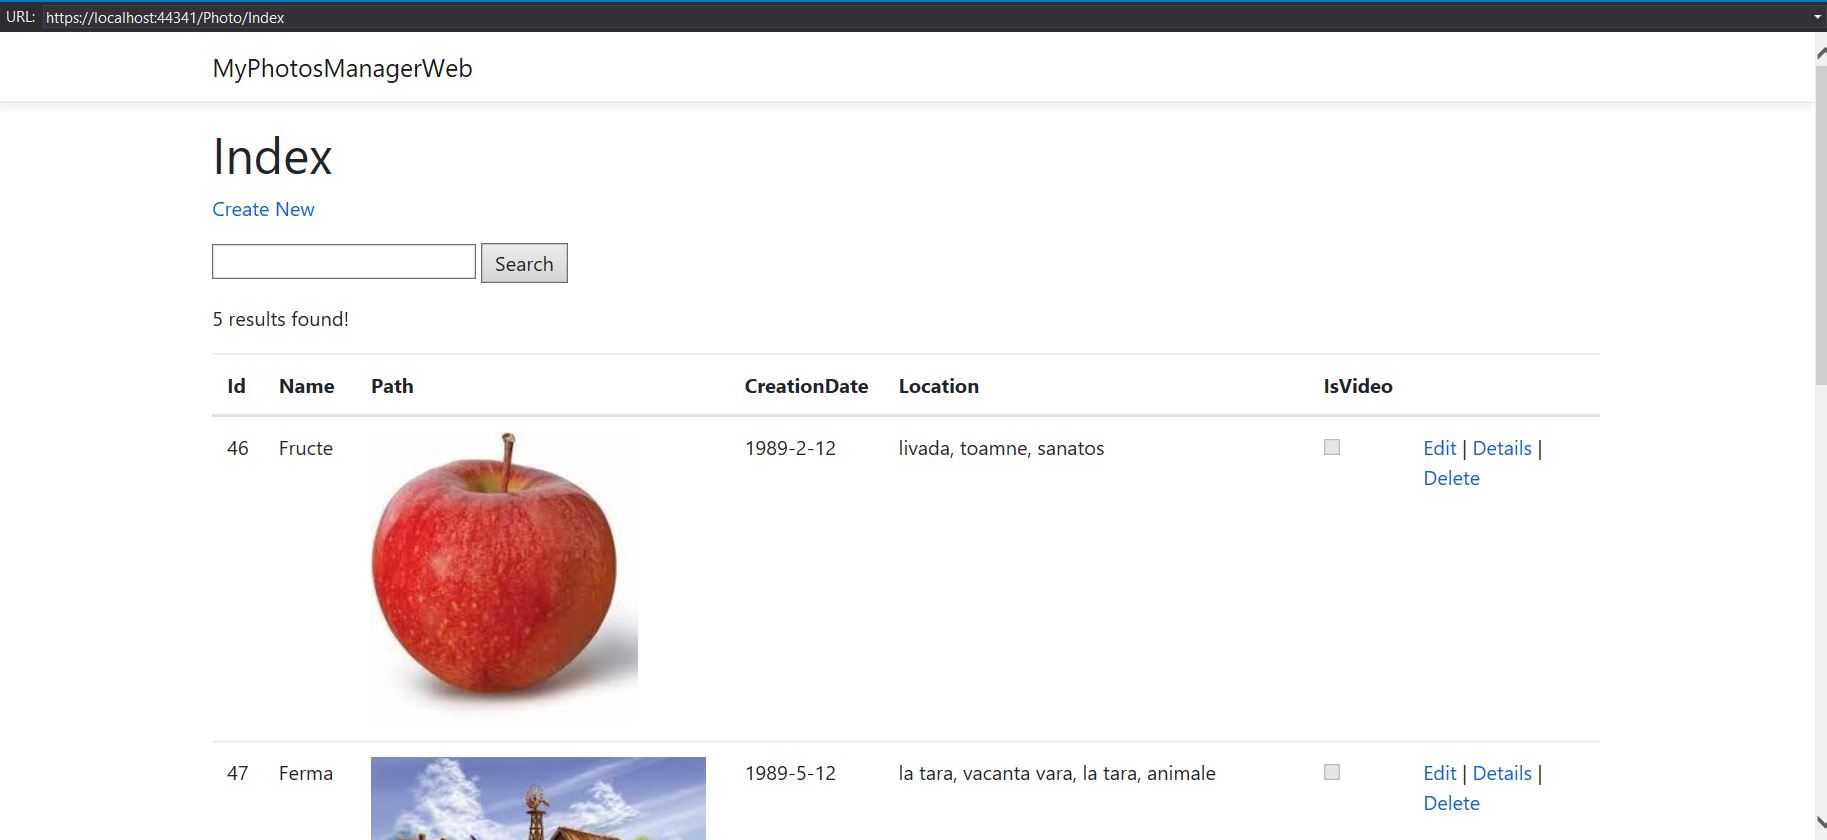 URL: https://localhost:44341/Photo/Index
MyPhotosManagerWeb
Index
Create New
Search
5 results found!
Id Name Path CreationDate Location IsVideo
46 Fructe 1989-2-12 livada, toamne, sanatos Edit | Details |
Delete
47 Ferma 1989-5-12 la tara, vacanta vara, la tara, animale Edit | Details |
Delete